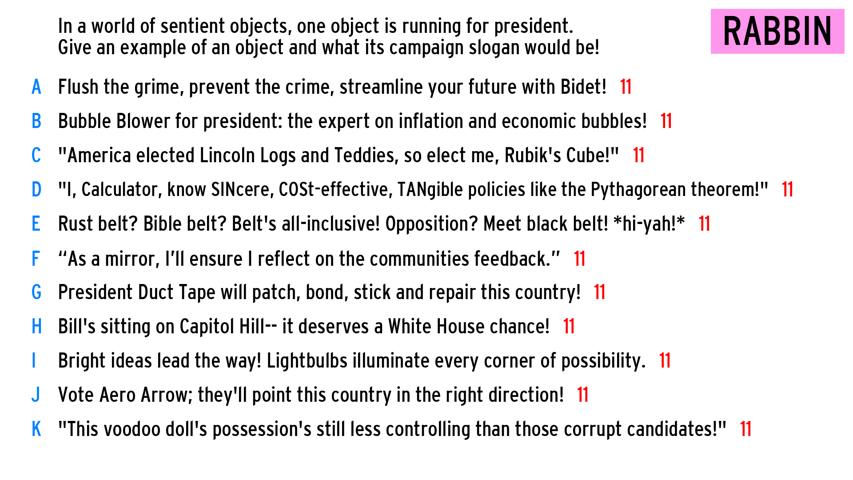 In a world of sentient objects, one object is running for president.
Give an example of an object and what its campaign slogan would be!
RABBIN
A Flush the grime, prevent the crime, streamline your future with Bidet! 11
B Bubble Blower for president: the expert on inflation and economic bubbles! 11
C "America elected Lincoln Logs and Teddies, so elect me, Rubik's Cube!" 11
D "I, Calculator, know SINcere, COSt-effective, TANgible policies like the Pythagorean theorem!" 11
E Rust belt? Bible belt? Belt's all-inclusive! Opposition? Meet black belt! *hi-yah!* 11
F “As a mirror, I’ll ensure I reflect on the communities feedback.” 11
G President Duct Tape will patch, bond, stick and repair this country! 11
H Bill's sitting on Capitol Hill-- it deserves a White House chance! 11
I Bright ideas lead the way! Lightbulbs illuminate every corner of possibility. 11
J Vote Aero Arrow; they'll point this country in the right direction! 11
K "This voodoo doll's possession's still less controlling than those corrupt candidates!" 11